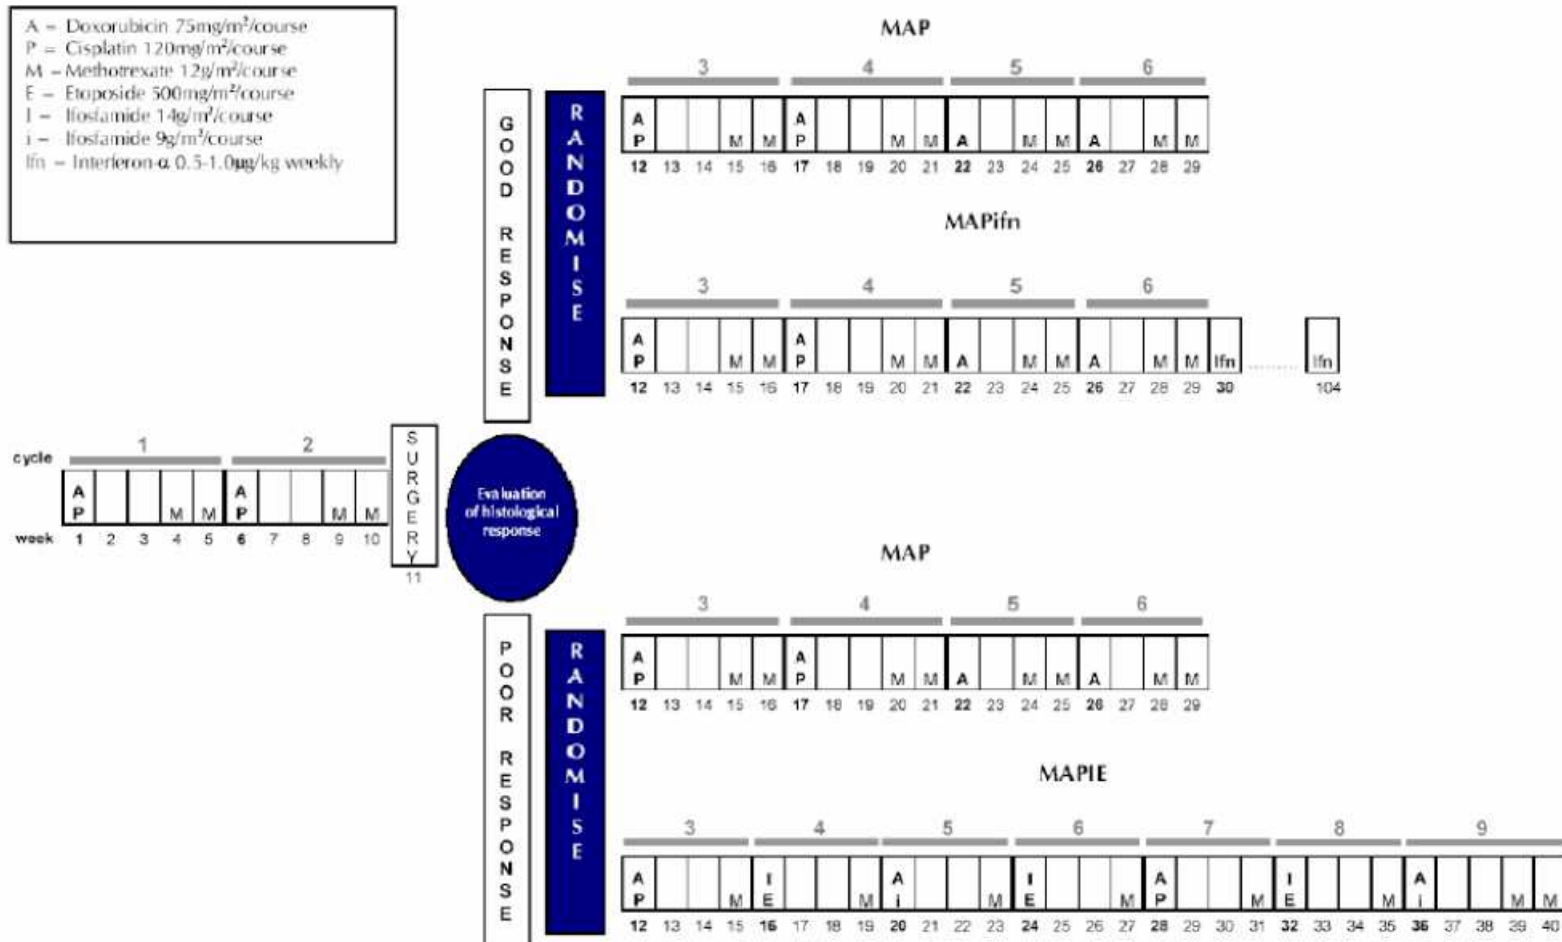 A – Doxorubicin 75mg/m²/course
P = Cisplatin 120mg/m²/course
M – Methotrexate 12g/m²/course
E – Etoposide 500mg/m²/course
I – Ifosfamide 14g/m²/course
i – Ifosfamide 9g/m²/course
Ifn = Interferon-α 0.5-1.0µg/kg weekly
GOOD RESPONSE
RANDOMISE
MAP
3 4 5 6
A A
P M M P M M A M M A M M
12 13 14 15 16 17 18 19 20 21 22 23 24 25 26 27 28 29
MAPifn
3 4 5 6
A A
P M M P M M A M M A M M Ifn ........ Ifn
12 13 14 15 16 17 18 19 20 21 22 23 24 25 26 27 28 29 30 104
cycle 1 2
A A
P M M P M M
week 1 2 3 4 5 6 7 8 9 10
SURGERY
11
Evaluation
of histological
response
POOR RESPONSE
RANDOMISE
MAP
3 4 5 6
A A
P M M P M M A M M A M M
12 13 14 15 16 17 18 19 20 21 22 23 24 25 26 27 28 29
MAPIE
3 4 5 6 7 8 9
A I A I A I A
P M E M i M E M P M E M i M M
12 13 14 15 16 17 18 19 20 21 22 23 24 25 26 27 28 29 30 31 32 33 34 35 36 37 38 39 40